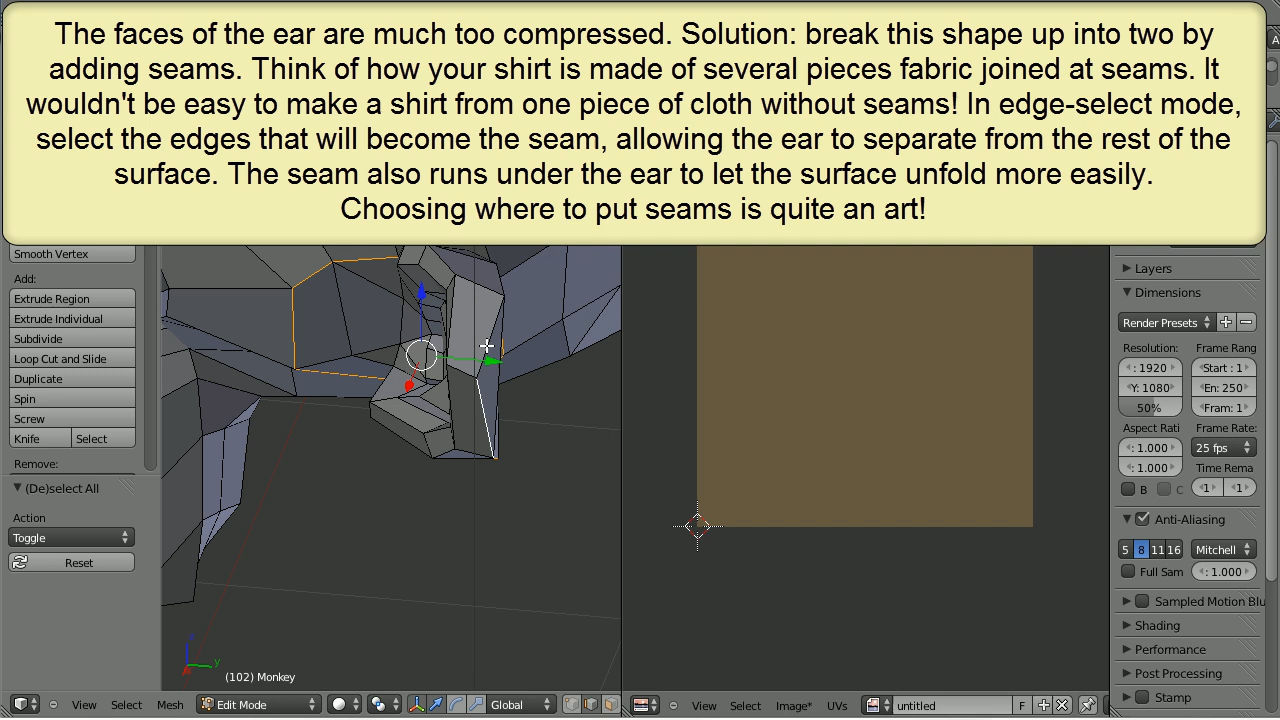 The faces of the ear are much too compressed. Solution: break this shape up into two by
adding seams. Think of how your shirt is made of several pieces fabric joined at seams. It
wouldn't be easy to make a shirt from one piece of cloth without seams! In edge-select mode,
select the edges that will become the seam, allowing the ear to separate from the rest of the
surface. The seam also runs under the ear to let the surface unfold more easily.
Choosing where to put seams is quite an art!
Smooth Vertex
Add:
Extrude Region
Extrude Individual
Subdivide
Loop Cut and Slide
Duplicate
Spin
Screw
Knife Select
Remove:
(De)select All
Action
Toggle
Reset
z
y
(102) Monkey
View Select Mesh Edit Mode Global
View Select Image* UVs untitled F
Layers
Dimensions
Render Presets
Resolution: Frame Rang
: 1920 Start : 1
Y: 1080 En: 250
50% Fram: 1
Aspect Rati Frame Rate:
: 1.000 25 fps
: 1.000 Time Rema
B C 1 1
Anti-Aliasing
5 8 11 16 Mitchell
Full Sam : 1.000
Sampled Motion Blu
Shading
Performance
Post Processing
Stamp